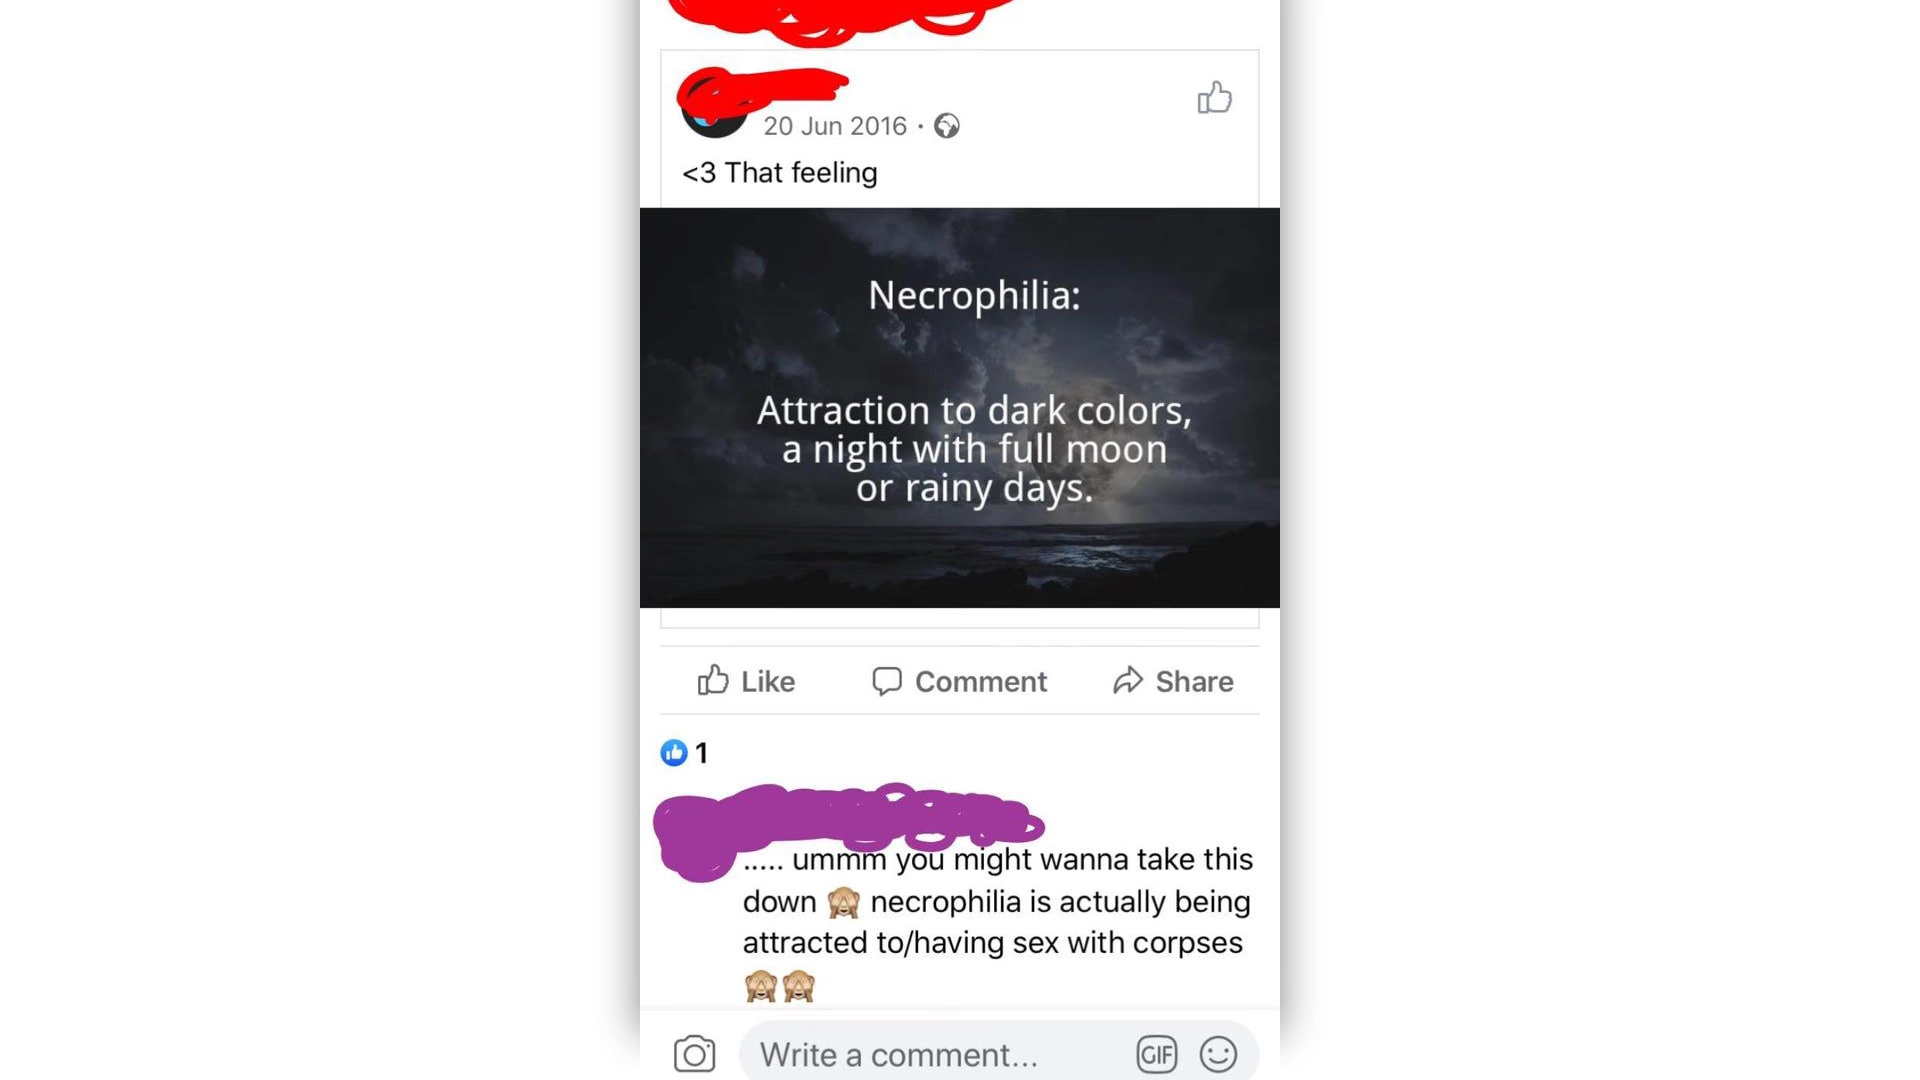 20 Jun 2016 ·
<3 That feeling
Necrophilia:
Attraction to dark colors,
a night with full moon
or rainy days.
Like Comment Share
1
..... ummm you might wanna take this
down 🙈 necrophilia is actually being
attracted to/having sex with corpses
🙈🙈
Write a comment... GIF